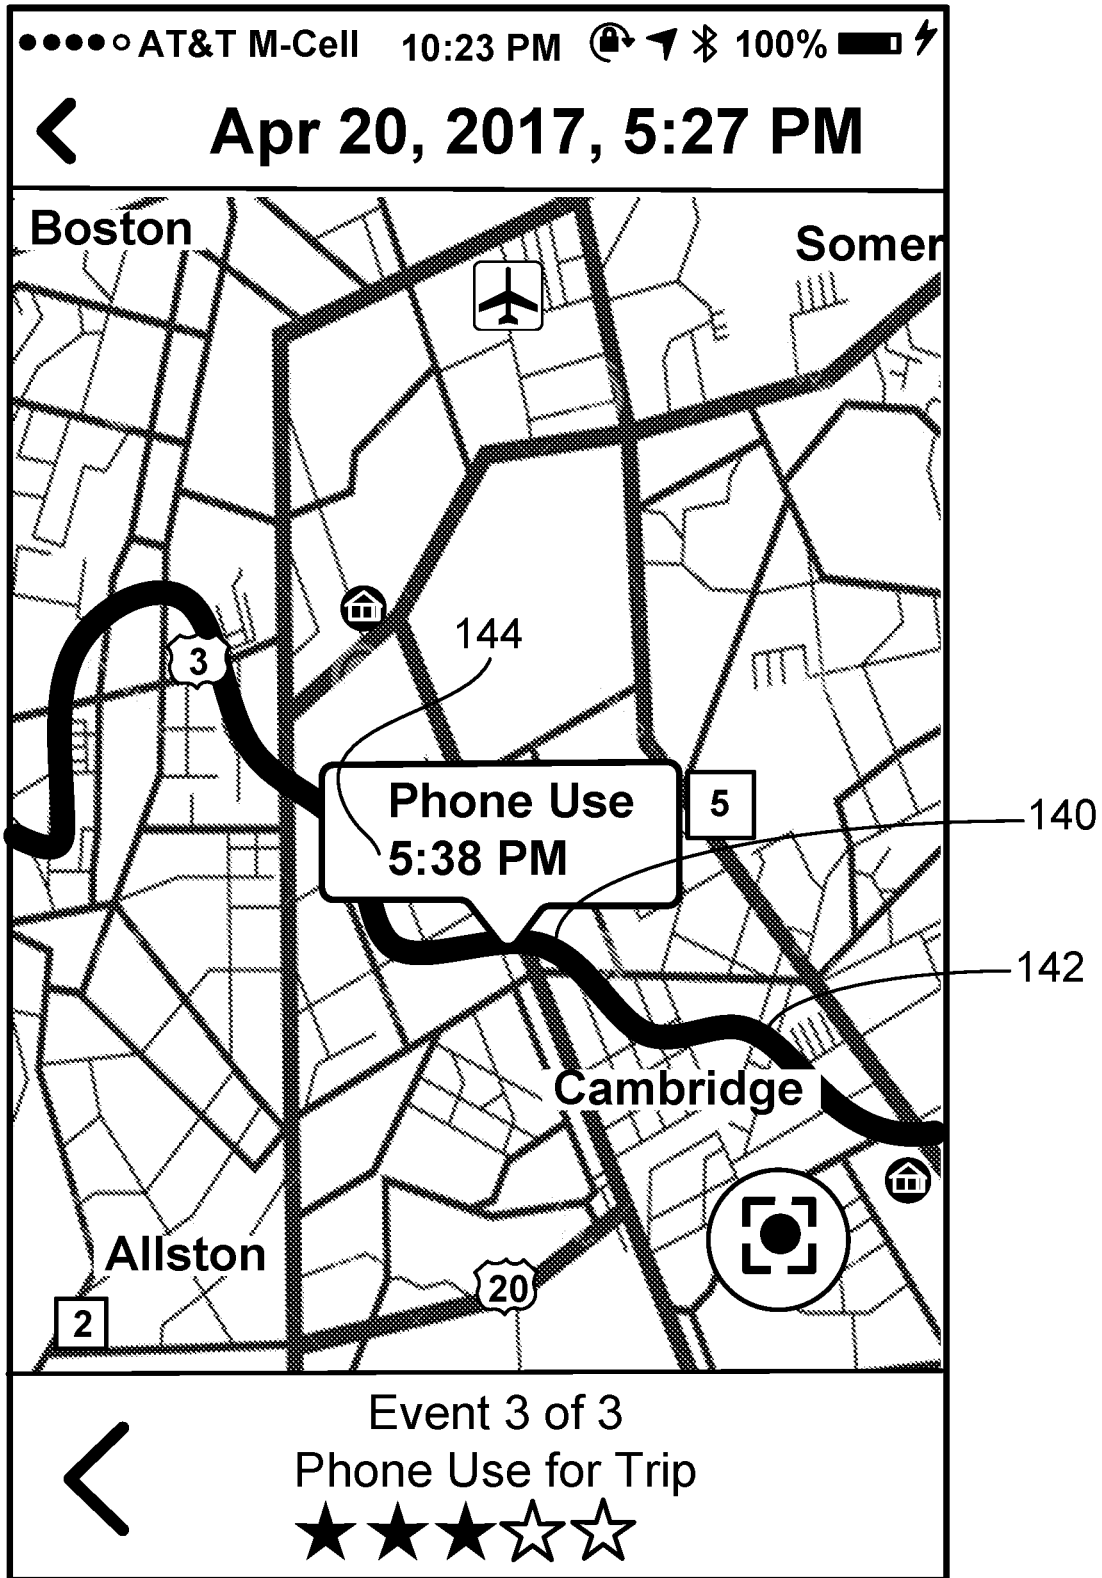 AT&T M-Cell 10:23 PM 100%
Apr 20, 2017, 5:27 PM
Boston
Somer
3
144
Phone Use
5:38 PM
5
140
142
Cambridge
Allston
20
2
Event 3 of 3
Phone Use for Trip